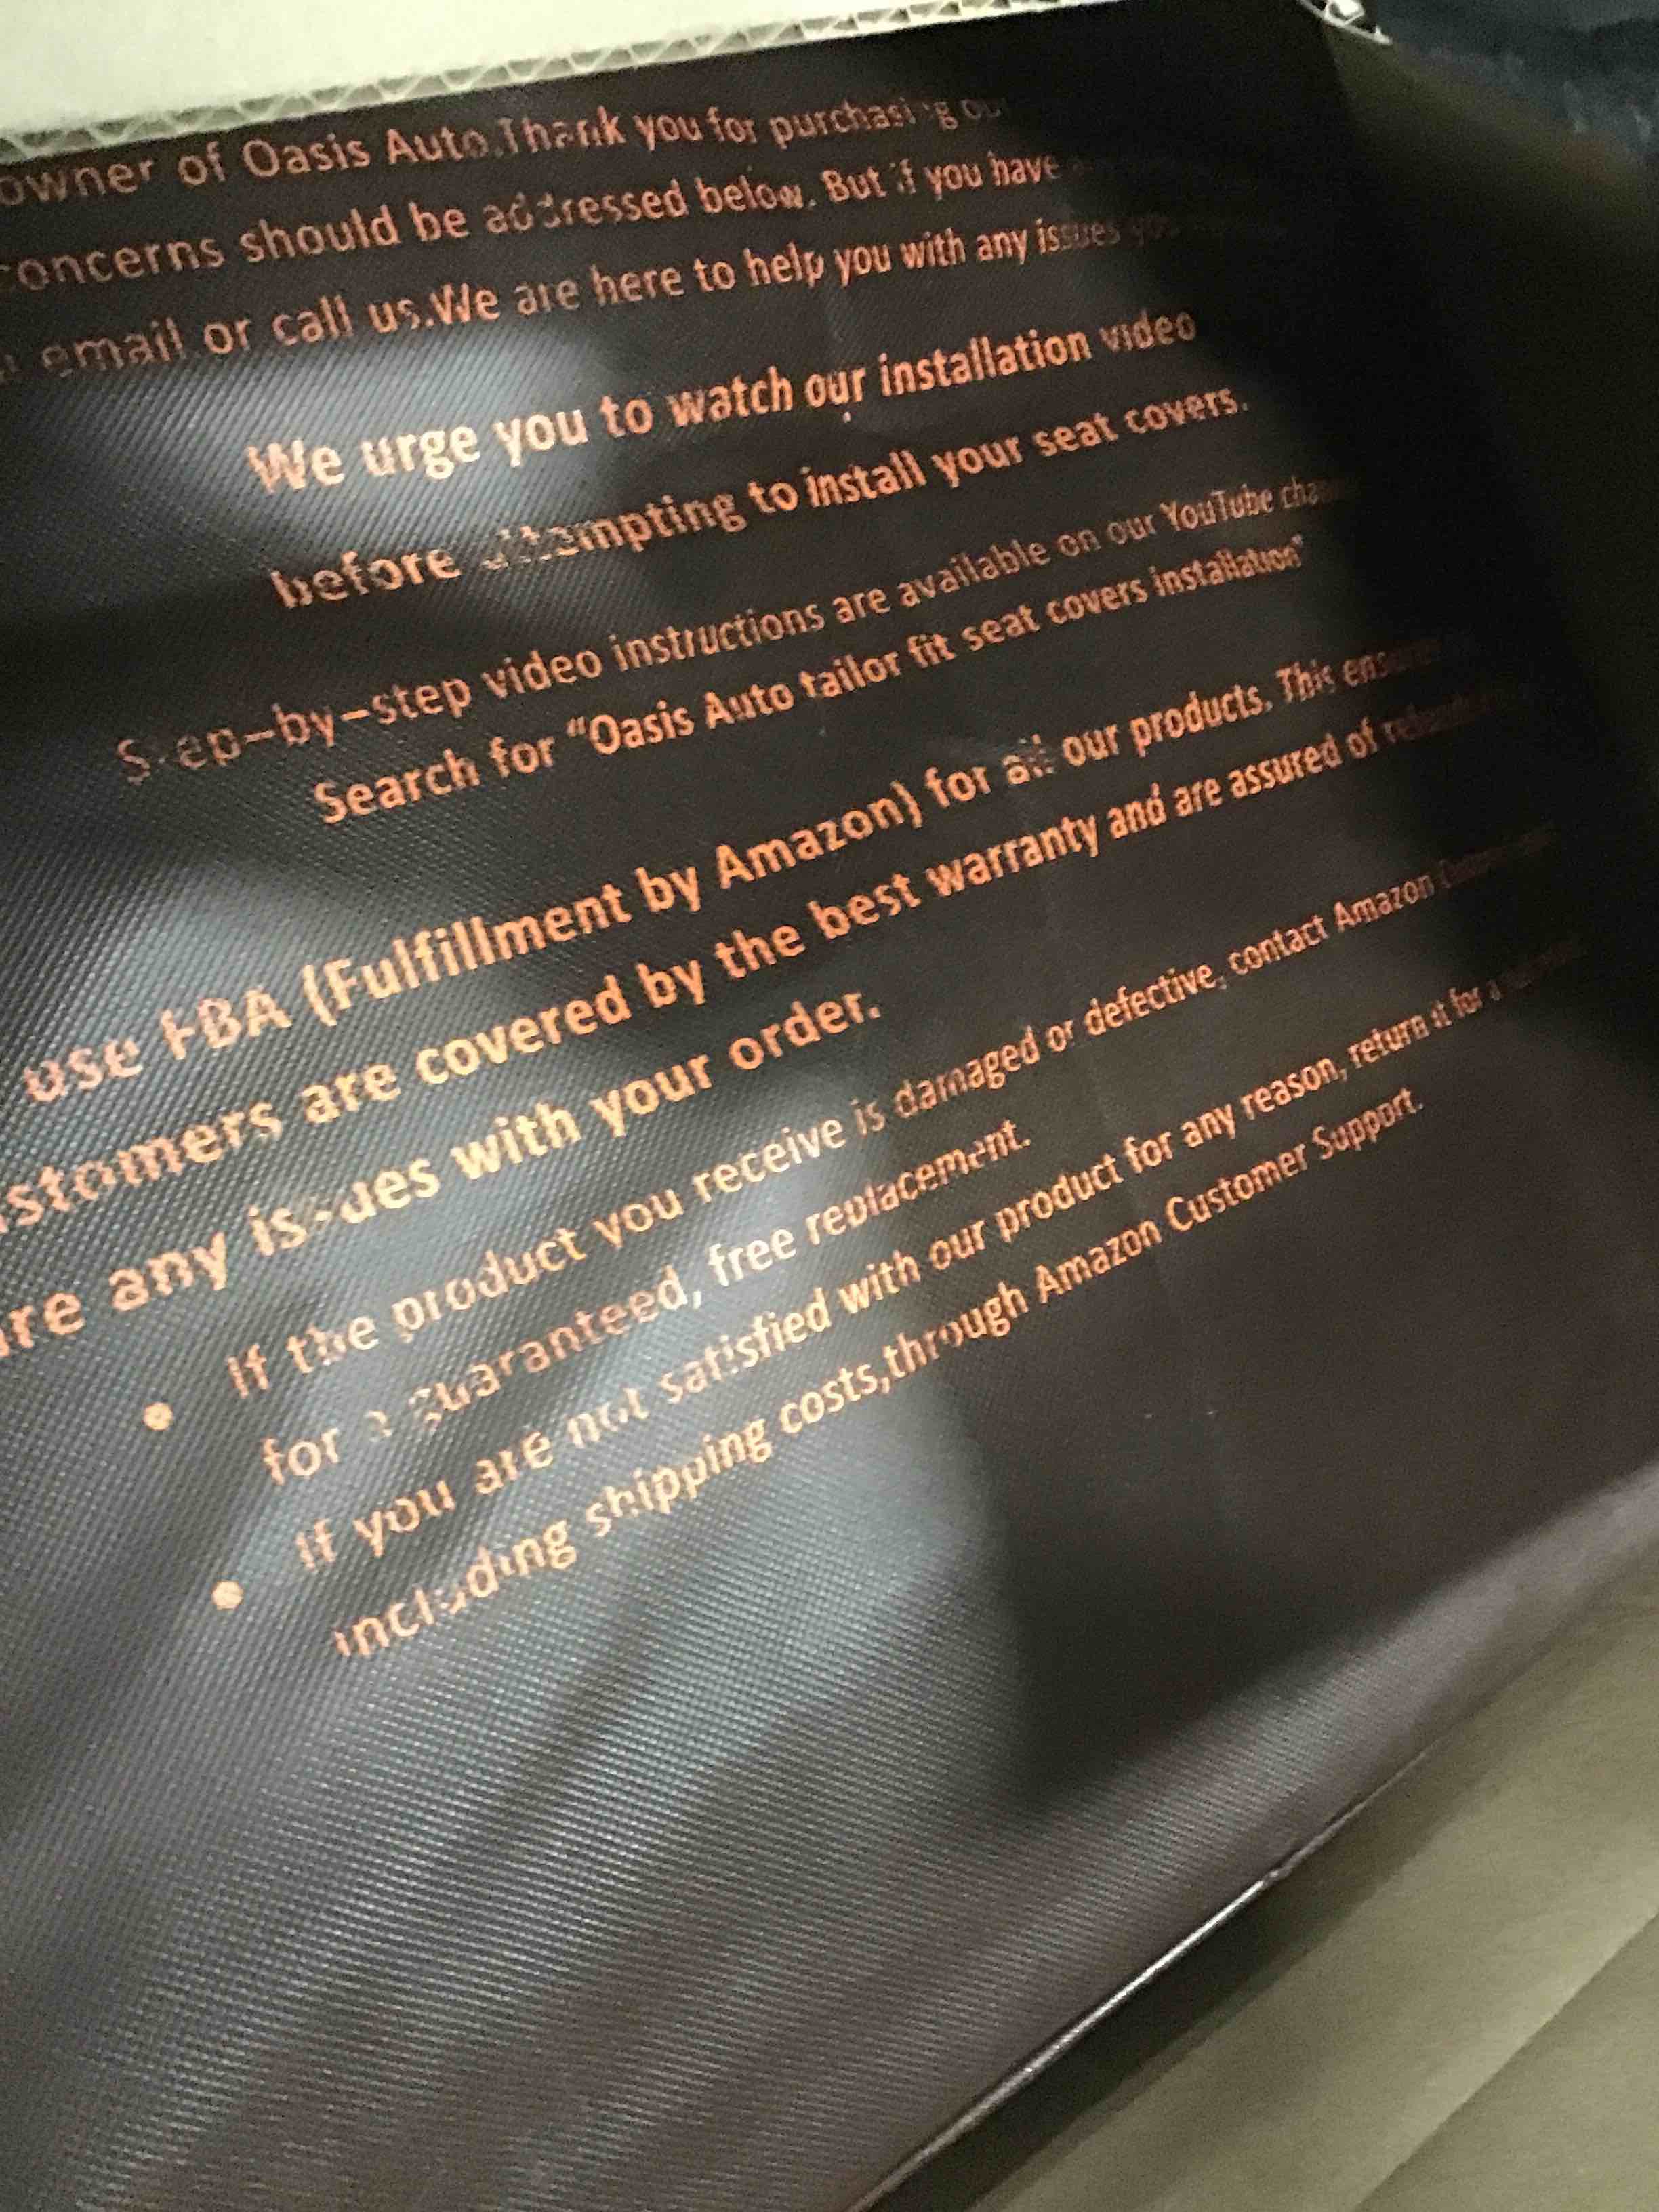 owner of Oasis Auto.Thank you for purchasing
concerns should be addressed below. But if you have
email or call us.We are here to help you with any issues you
We urge you to watch our installation video
before attempting to install your seat covers.
Step-by-step video instructions are available on our YouTube
Search for "Oasis Auto tailor fit seat covers installation"
use FBA (Fulfillment by Amazon) for all our products. This
customers are covered by the best warranty and are assured of
any issues with your order.
• If the product you receive is damaged or defective, contact Amazon
for a guaranteed, free replacement.
• If you are not satisfied with our product for any reason, return it for a
including shipping costs,through Amazon Customer Support.